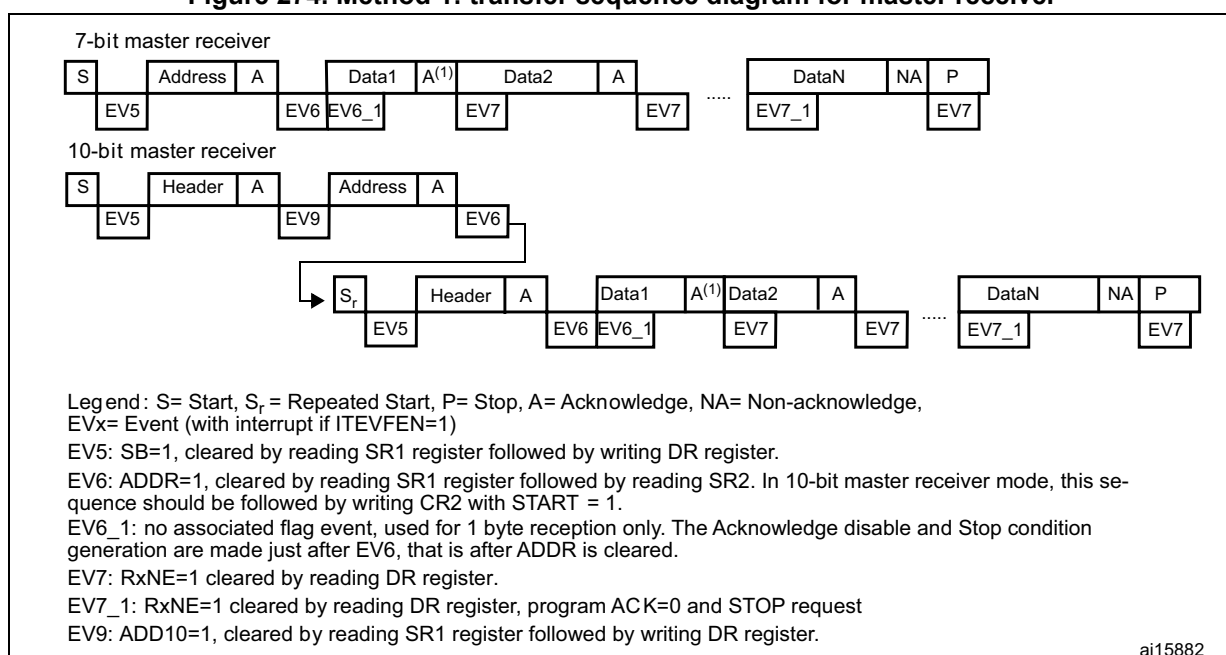 Figure 274. Method 1: transfer sequence diagram for master receiver
7-bit master receiver
S Address A Data1 A(1) Data2 A ..... DataN NA P
EV5 EV6 EV6_1 EV7 EV7 EV7_1 EV7
10-bit master receiver
S Header A Address A
EV5 EV9 EV6
Sr Header A Data1 A(1) Data2 A ..... DataN NA P
EV5 EV6 EV6_1 EV7 EV7 EV7_1 EV7
Legend: S= Start, Sr = Repeated Start, P= Stop, A= Acknowledge, NA= Non-acknowledge,
EVx= Event (with interrupt if ITEVFEN=1)
EV5: SB=1, cleared by reading SR1 register followed by writing DR register.
EV6: ADDR=1, cleared by reading SR1 register followed by reading SR2. In 10-bit master receiver mode, this se-
quence should be followed by writing CR2 with START = 1.
EV6_1: no associated flag event, used for 1 byte reception only. The Acknowledge disable and Stop condition
generation are made just after EV6, that is after ADDR is cleared.
EV7: RxNE=1 cleared by reading DR register.
EV7_1: RxNE=1 cleared by reading DR register, program ACK=0 and STOP request
EV9: ADD10=1, cleared by reading SR1 register followed by writing DR register.
ai15882